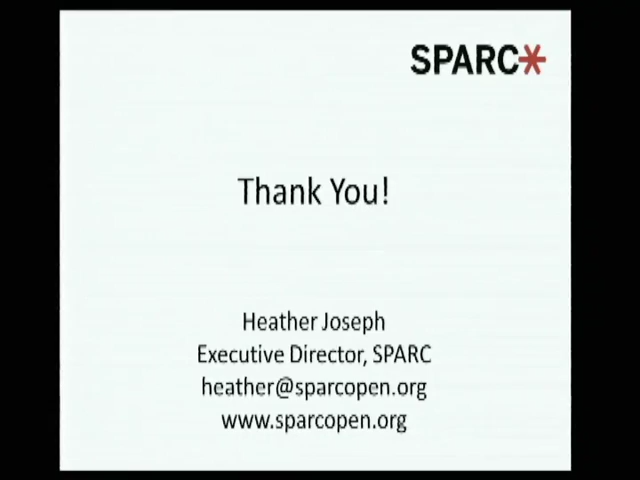 SPARC*
Thank You!
Heather Joseph
Executive Director, SPARC
heather@sparcopen.org
www.sparcopen.org